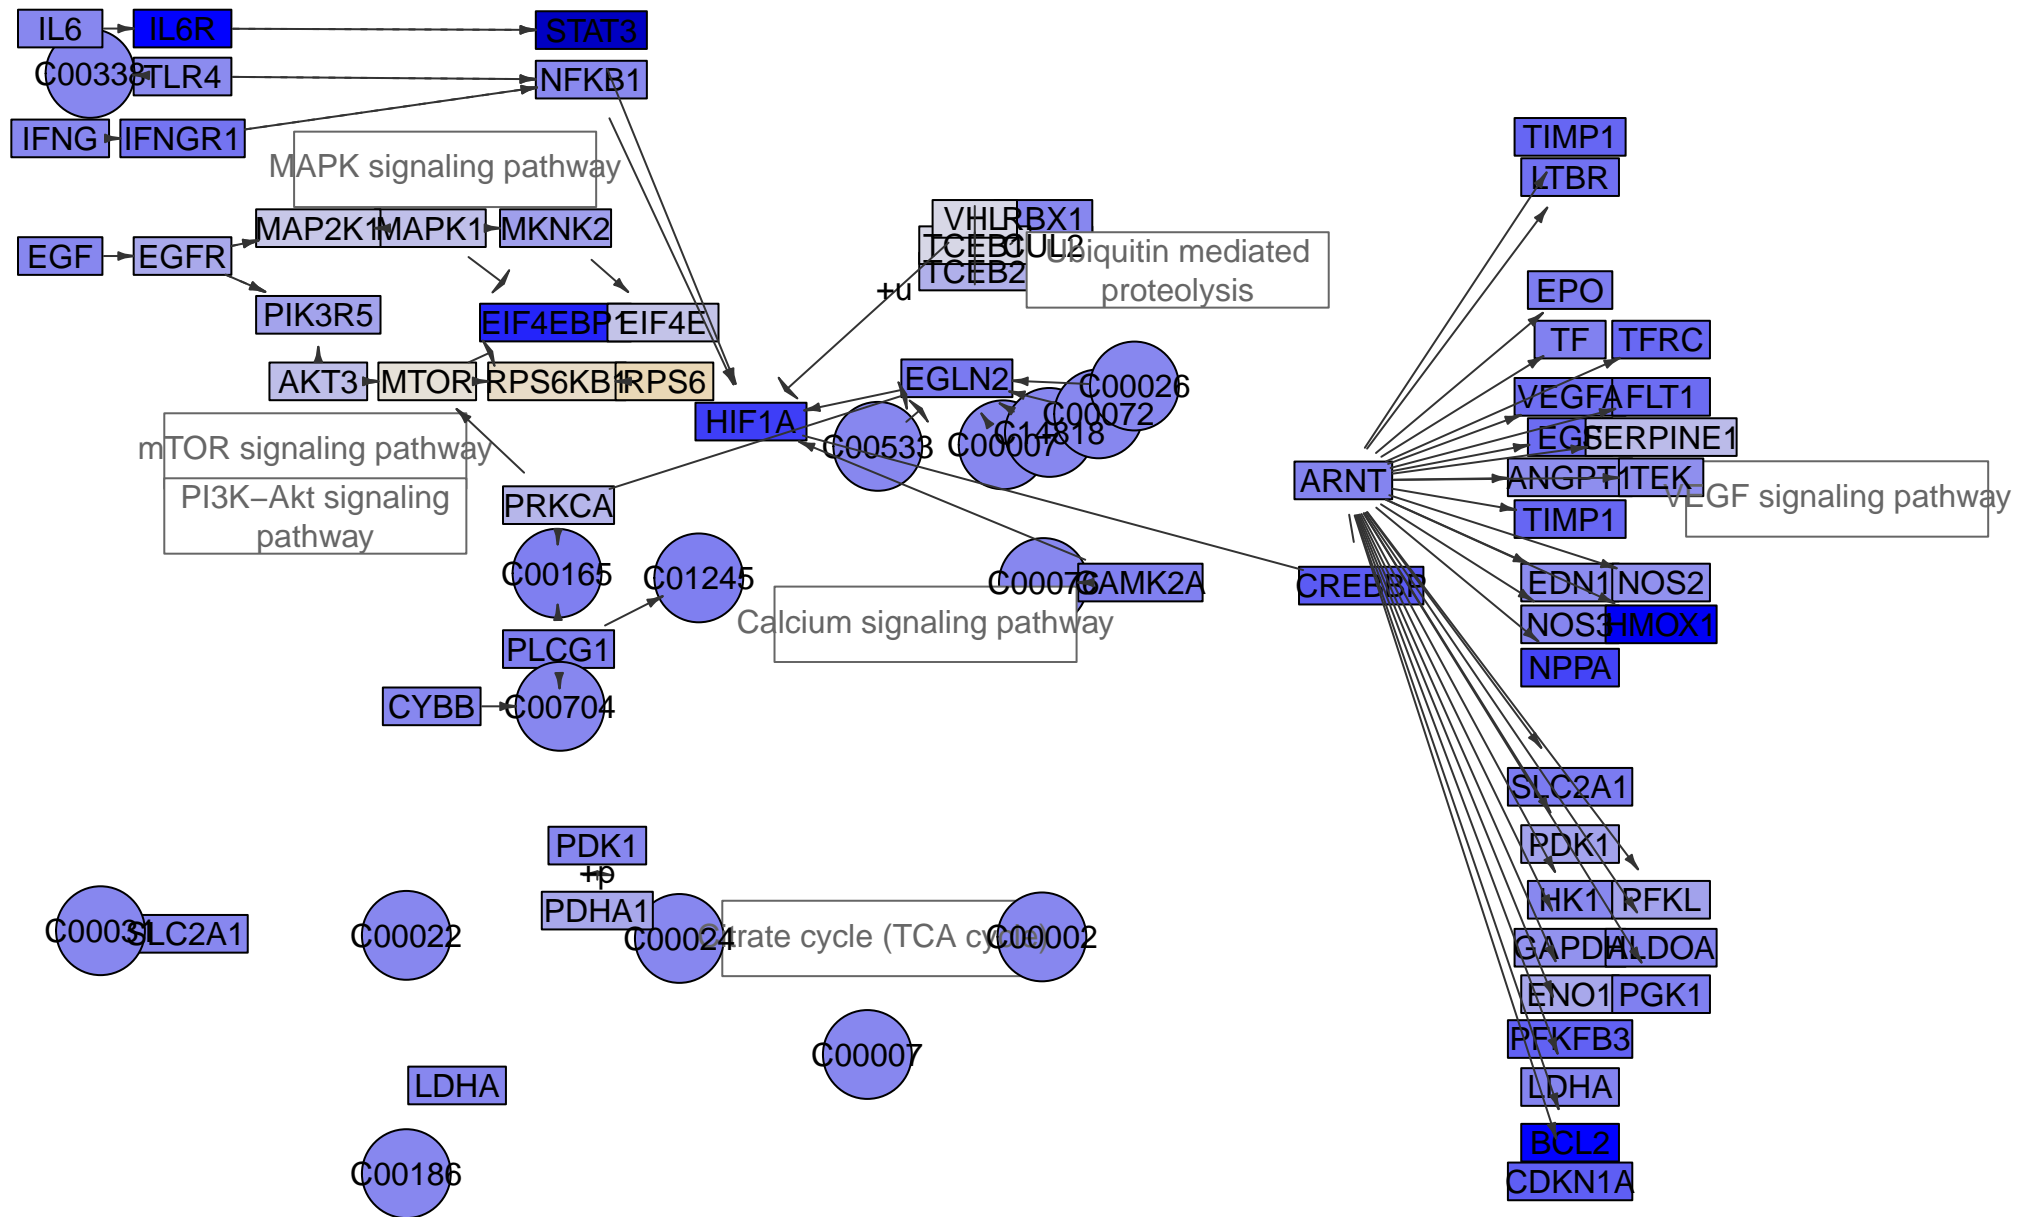 IL6
IL6R
STAT3
C00338
TLR4
NFKB1
IFNG
IFNGR1
MAPK signaling pathway
MAP2K1
MAPK1
MKNK2
EGF
EGFR
PIK3R5
EIF4EBP1
EIF4E
AKT3
MTOR
RPS6KB1
RPS6
mTOR signaling pathway
PI3K−Akt signaling
pathway
HIF1A
VHL
RBX1
TCEB1
CUL2
TCEB2
Ubiquitin mediated
proteolysis
+u
EGLN2
C00026
C00072
C14818
C00007
C00533
PRKCA
C00165
C01245
PLCG1
CYBB
C00704
C00076
CAMK2A
Calcium signaling pathway
CREBBP
ARNT
TIMP1
LTBR
EPO
TF
TFRC
VEGFA
FLT1
EGF
SERPINE1
ANGPT1
TEK
VEGF signaling pathway
TIMP1
EDN1
NOS2
NOS3
HMOX1
NPPA
SLC2A1
PDK1
HK1
PFKL
GAPDH
ALDOA
ENO1
PGK1
PFKFB3
LDHA
BCL2
CDKN1A
PDK1
+p
PDHA1
C00031
SLC2A1
C00022
C00024
Citrate cycle (TCA cycle)
C00002
C00007
LDHA
C00186